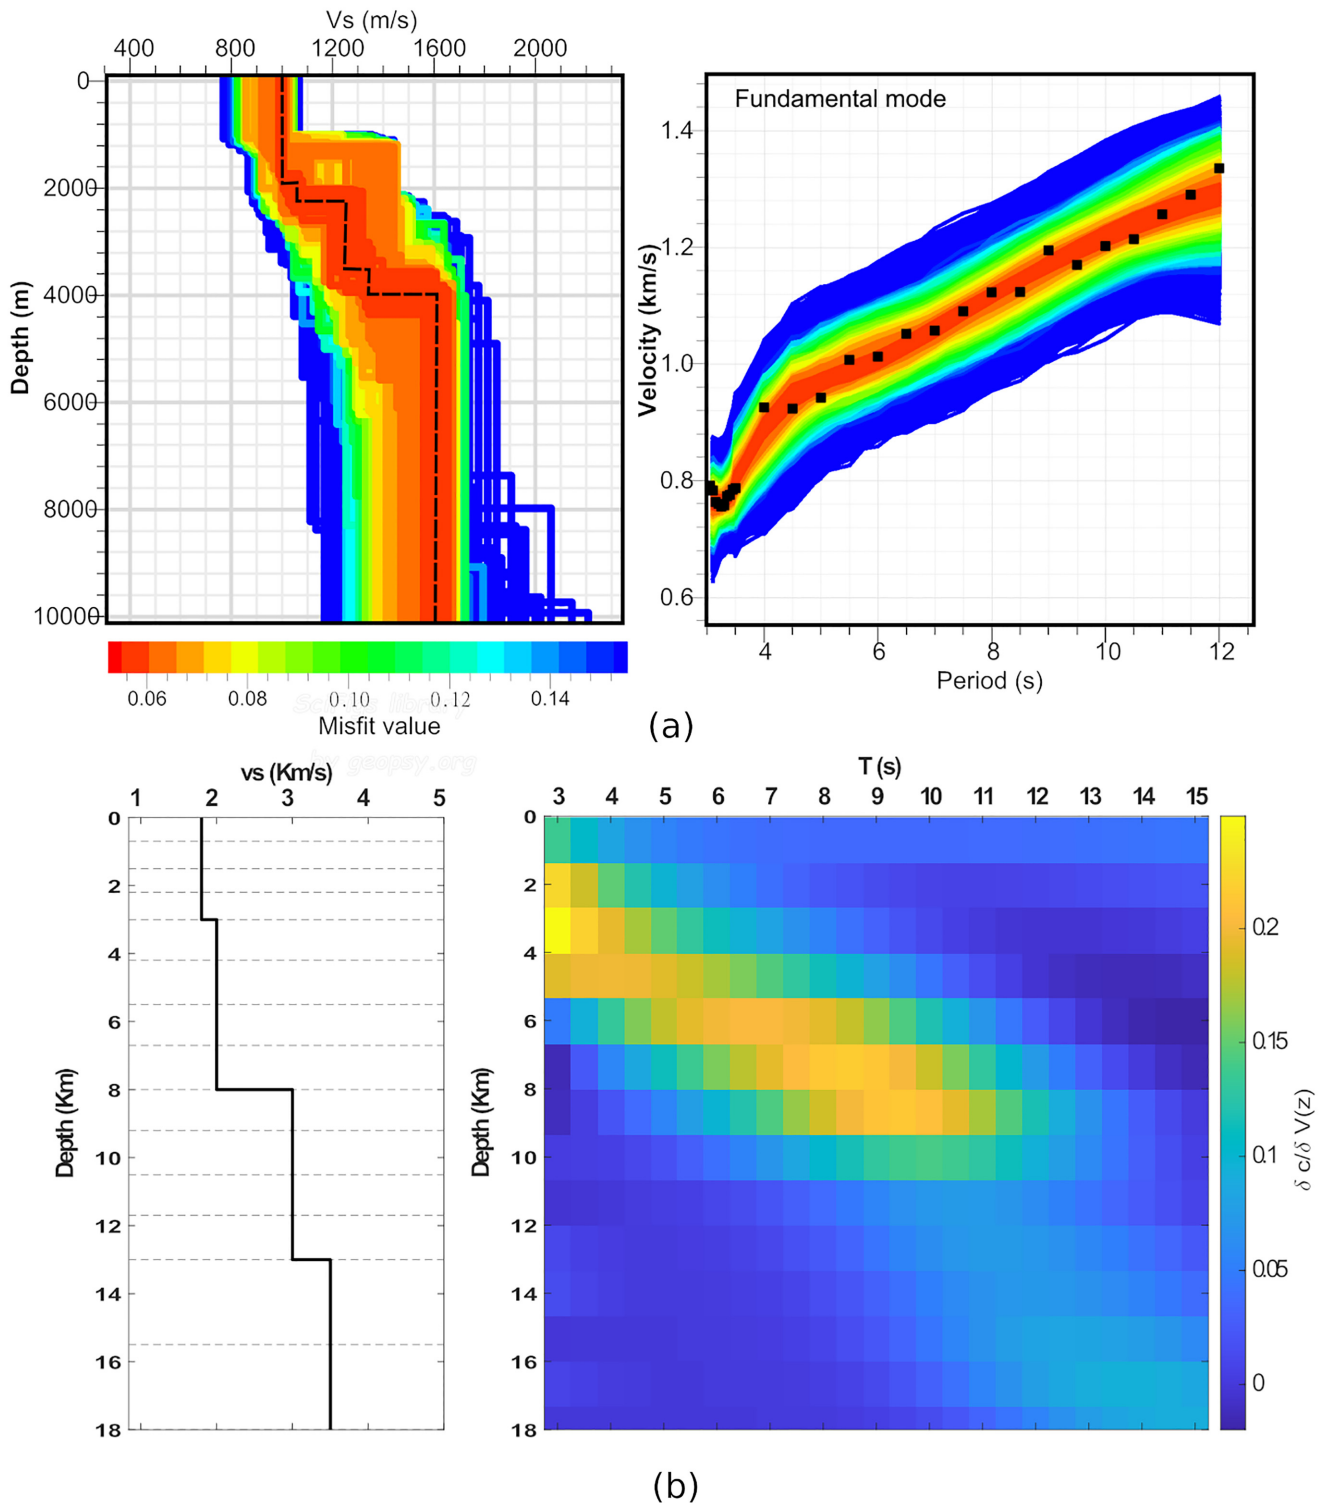 Vs (m/s)
400 800 1200 1600 2000
0
2000
4000
6000
8000
10000
Depth (m)
0.06 0.08 0.10 0.12 0.14
Misfit value
by geopsy.org
Fundamental mode
1.4
1.2
1.0
0.8
0.6
Velocity (km/s)
4 6 8 10 12
Period (s)
(a)
vs (Km/s)
1 2 3 4 5
0
2
4
6
8
10
12
14
16
18
Depth (Km)
T (s)
3 4 5 6 7 8 9 10 11 12 13 14 15
0
2
4
6
8
10
12
14
16
18
Depth (Km)
0.2
0.15
0.1
0.05
0
δ c/δ V(z)
(b)